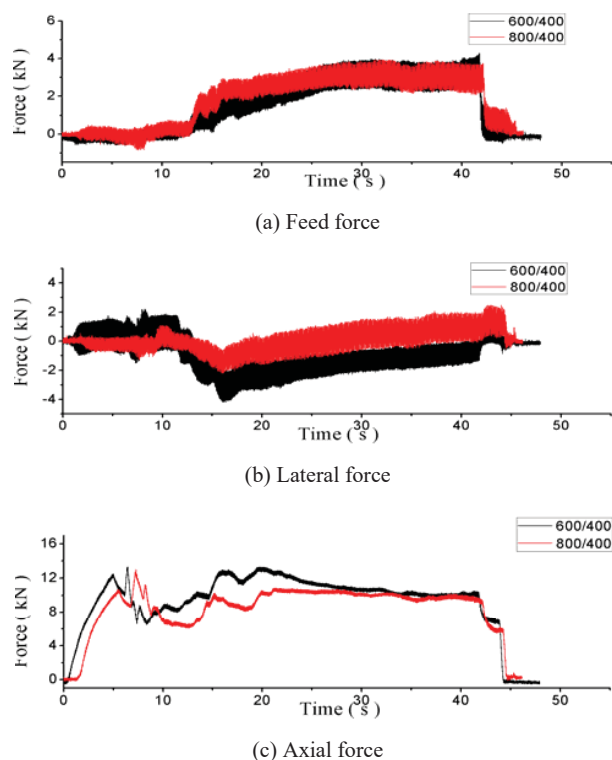 6
4
2
0
Force ( kN )
600/400
800/400
0 10 20 30 40 50
Time ( s )
(a) Feed force
4
2
0
-2
-4
Force ( kN )
600/400
800/400
0 10 20 30 40 50
Time ( s )
(b) Lateral force
16
12
8
4
0
Force ( kN )
600/400
800/400
0 5 10 15 20 30 40 50
Time ( s )
(c) Axial force